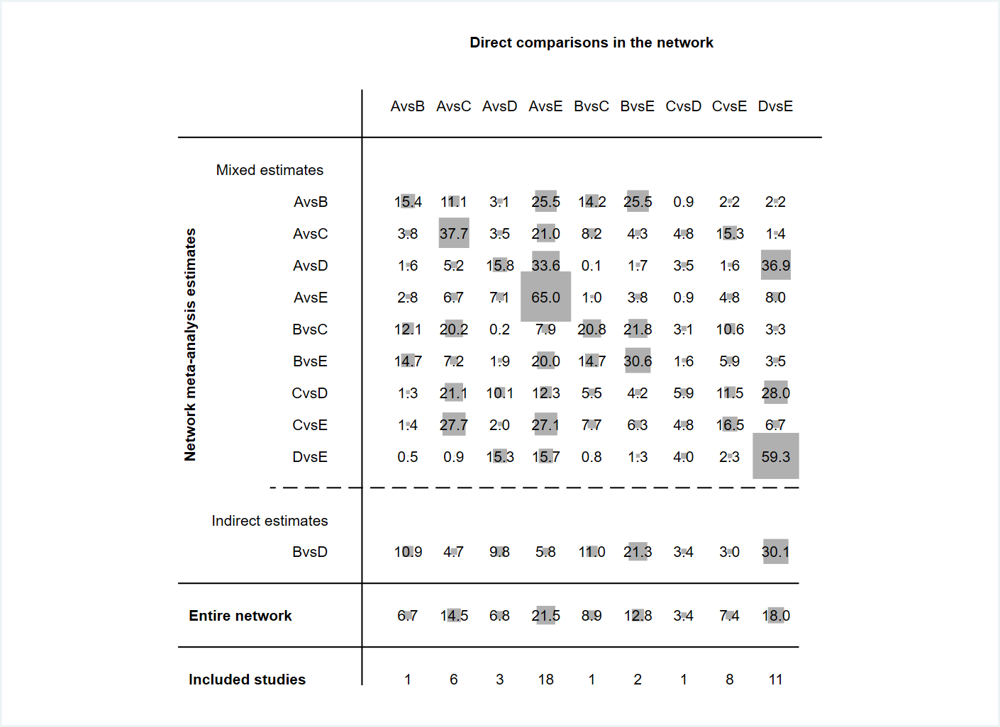 Direct comparisons in the network
AvsB AvsC AvsD AvsE BvsC BvsE CvsD CvsE DvsE
Network meta-analysis estimates
Mixed estimates
AvsB 15.4 11.1 3.1 25.5 14.2 25.5 0.9 2.2 2.2
AvsC 3.8 37.7 3.5 21.0 8.2 4.3 4.8 15.3 1.4
AvsD 1.6 5.2 15.8 33.6 0.1 1.7 3.5 1.6 36.9
AvsE 2.8 6.7 7.1 65.0 1.0 3.8 0.9 4.8 8.0
BvsC 12.1 20.2 0.2 7.9 20.8 21.8 3.1 10.6 3.3
BvsE 14.7 7.2 1.9 20.0 14.7 30.6 1.6 5.9 3.5
CvsD 1.3 21.1 10.1 12.3 5.5 4.2 5.9 11.5 28.0
CvsE 1.4 27.7 2.0 27.1 7.7 6.3 4.8 16.5 6.7
DvsE 0.5 0.9 15.3 15.7 0.8 1.3 4.0 2.3 59.3
Indirect estimates
BvsD 10.9 4.7 9.8 5.8 11.0 21.3 3.4 3.0 30.1
Entire network 6.7 14.5 6.8 21.5 8.9 12.8 3.4 7.4 18.0
Included studies 1 6 3 18 1 2 1 8 11